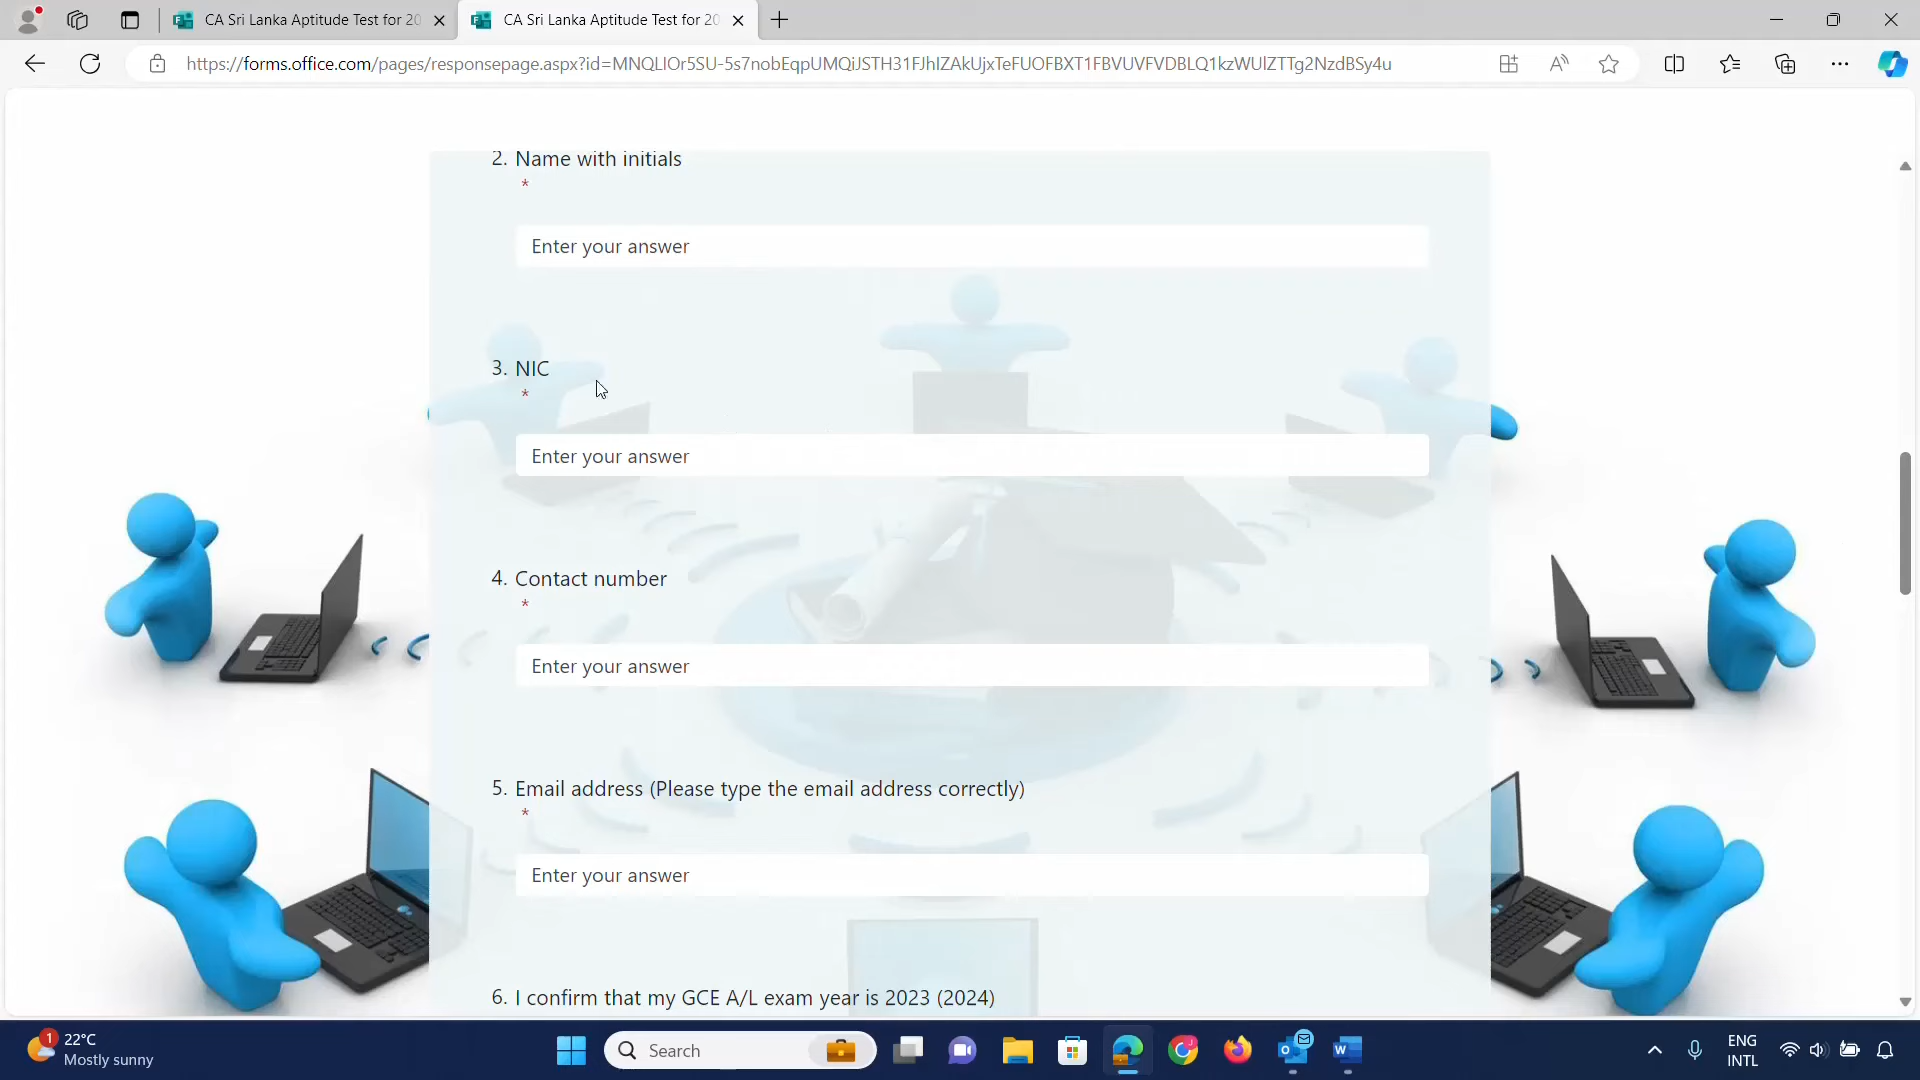 CA Sri Lanka Aptitude Test for 20
CA Sri Lanka Aptitude Test for 20
https://forms.office.com/pages/responsepage.aspx?id=MNQLIOr5SU-5s7nobEqpUMQiJSTH31FJhIZAkUjxTeFUOFBXT1FBVUVFVDBLQ1kzWUlZTTg2NzdBSy4u
2. Name with initials
*
Enter your answer
3. NIC
*
Enter your answer
4. Contact number
*
Enter your answer
5. Email address (Please type the email address correctly)
*
Enter your answer
6. I confirm that my GCE A/L exam year is 2023 (2024)
1
22°C
Mostly sunny
Search
W
ENG
INTL